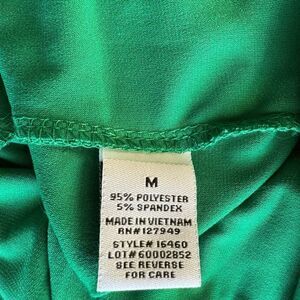 M
95% POLYESTER
5% SPANDEX
MADE IN VIETNAM
RN#127949
STYLE# 16460
LOT# 60002852
SEE REVERSE
FOR CARE